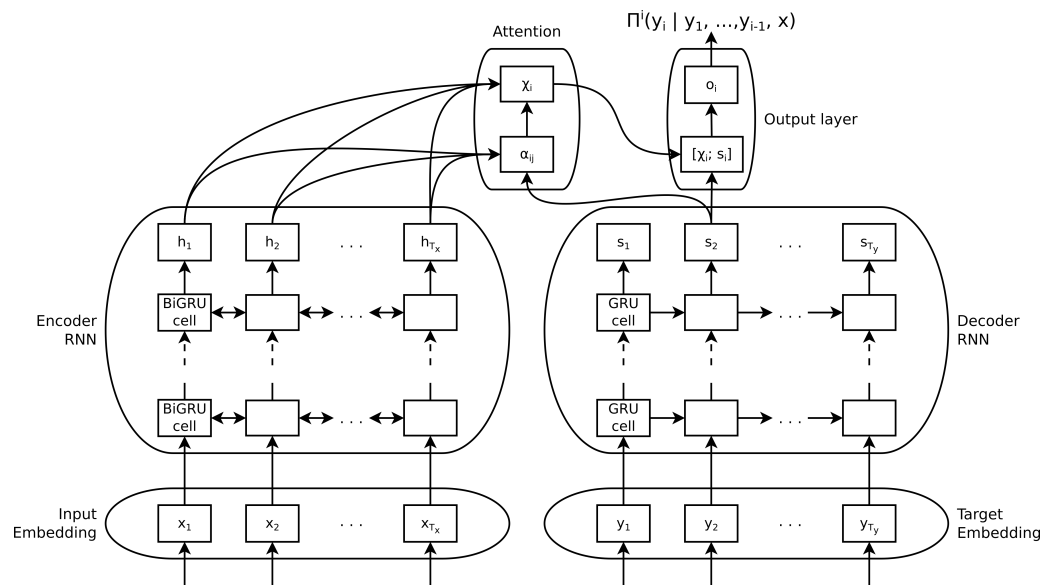 Πⁱ(yᵢ | y₁, ...,yᵢ₋₁, x)
Attention
χᵢ
oᵢ
Output layer
αᵢⱼ
[χᵢ; sᵢ]
h₁ h₂ . . . h_Tₓ
s₁ s₂ . . . s_Tᵧ
BiGRU
cell
. . .
GRU
cell
. . .
Encoder
RNN
Decoder
RNN
BiGRU
cell
. . .
GRU
cell
. . .
Input
Embedding
x₁ x₂ . . . x_Tₓ
y₁ y₂ . . . y_Tᵧ
Target
Embedding